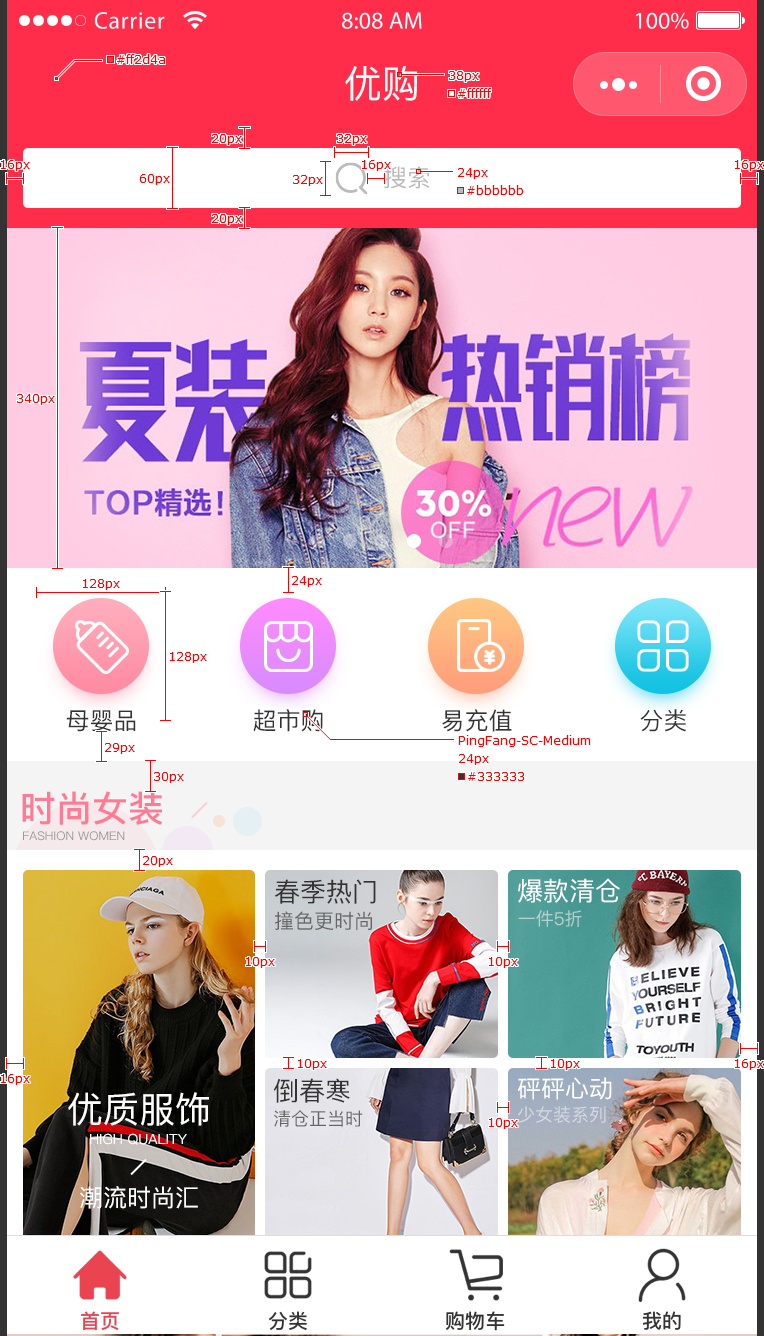 Carrier
8:08 AM
100%
#ff2d4a
优购
38px
#ffffff
20px
32px
16px
60px
32px
16px
搜索
24px
#bbbbbb
16px
20px
340px
夏装
热销榜
TOP精选!
30%
OFF
new
24px
128px
128px
母婴品
超市购
易充值
分类
29px
PingFang-SC-Medium
24px
#333333
30px
时尚女装
FASHION WOMEN
20px
春季热门
撞色更时尚
爆款清仓
一件5折
BELIEVE
YOURSELF
BRIGHT
FUTURE
TOYOUTH
10px
10px
16px
10px
10px
16px
倒春寒
清仓正当时
10px
砰砰心动
少女装系列
优质服饰
HIGH QUALITY
潮流时尚汇
首页
分类
购物车
我的